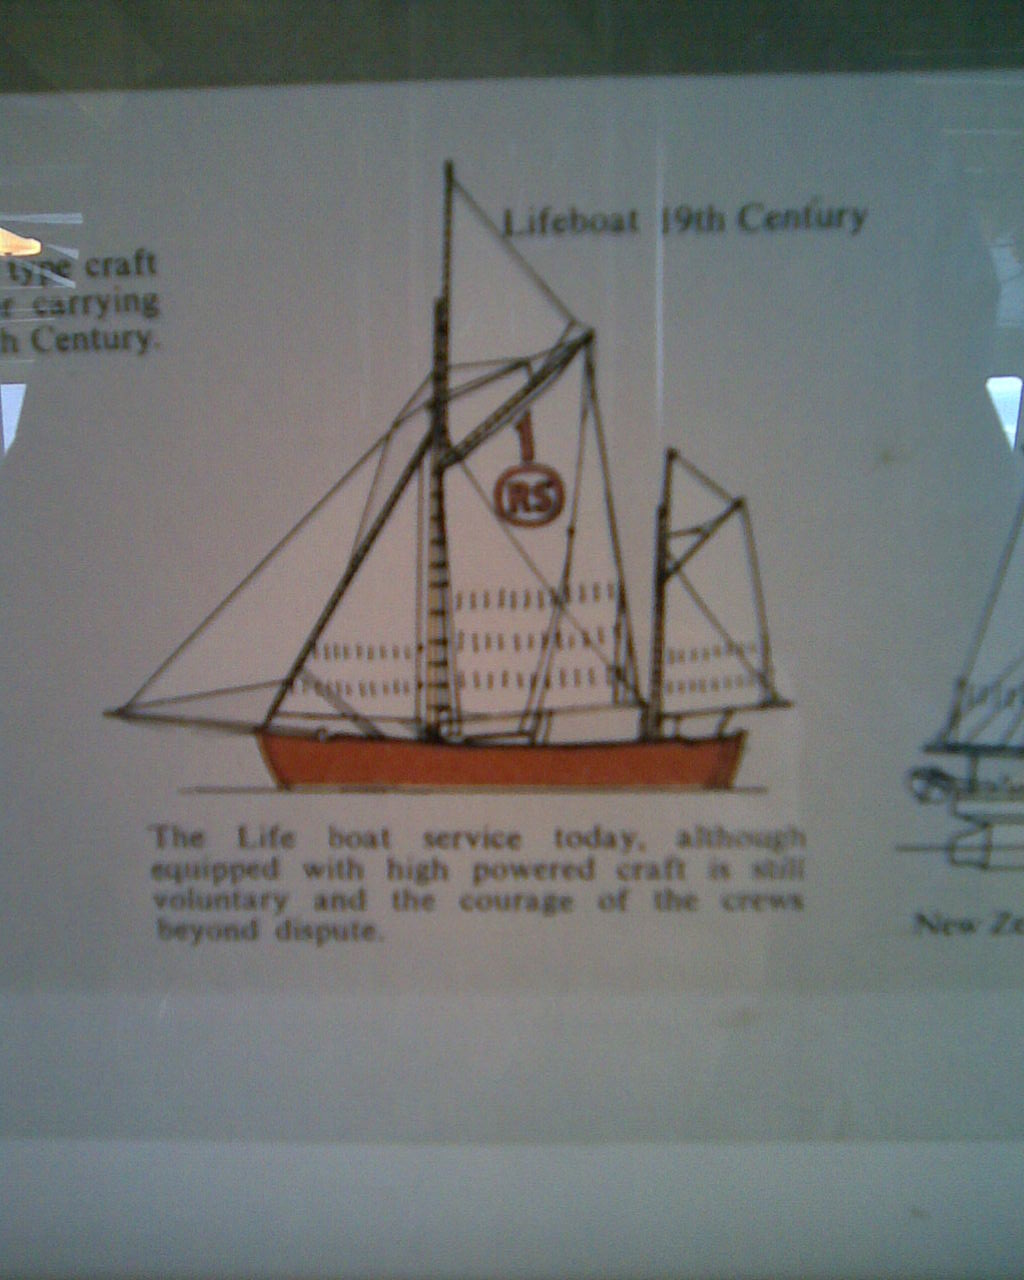 Lifeboat 19th Century
type craft
carrying
Century.
1
RS
The Life boat service today, although
equipped with high powered craft is still
voluntary and the courage of the crews
beyond dispute.
New